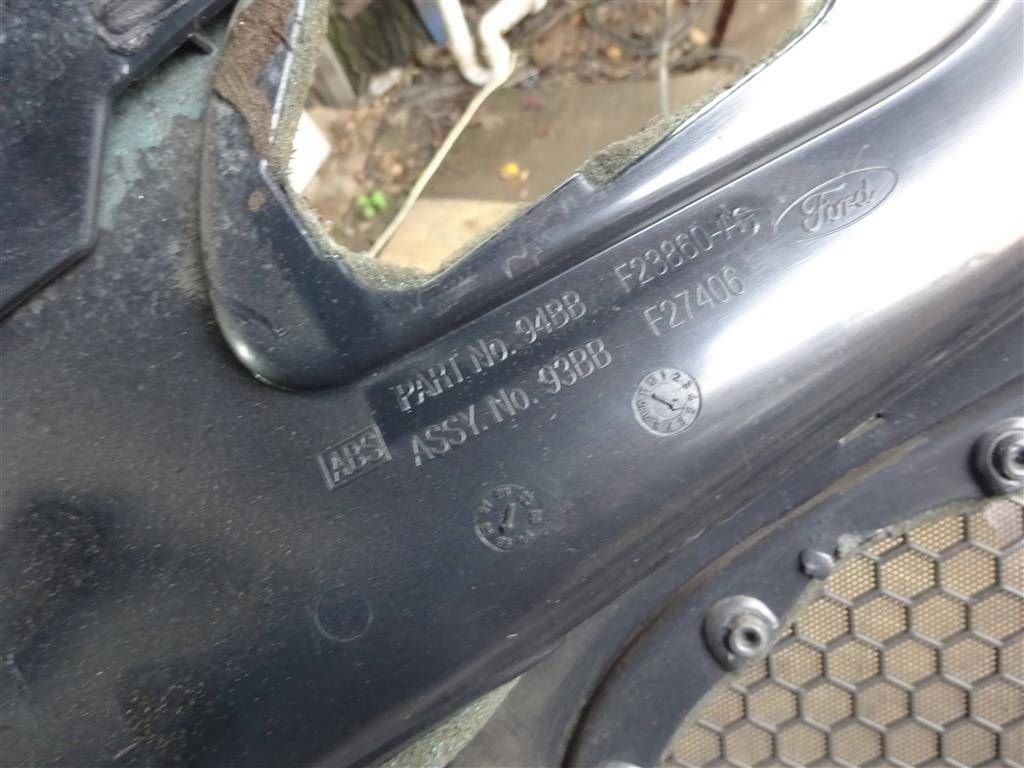 Ford
PART No. 94BB F23860-A
ASSY. No. 93BB F27406
ABS